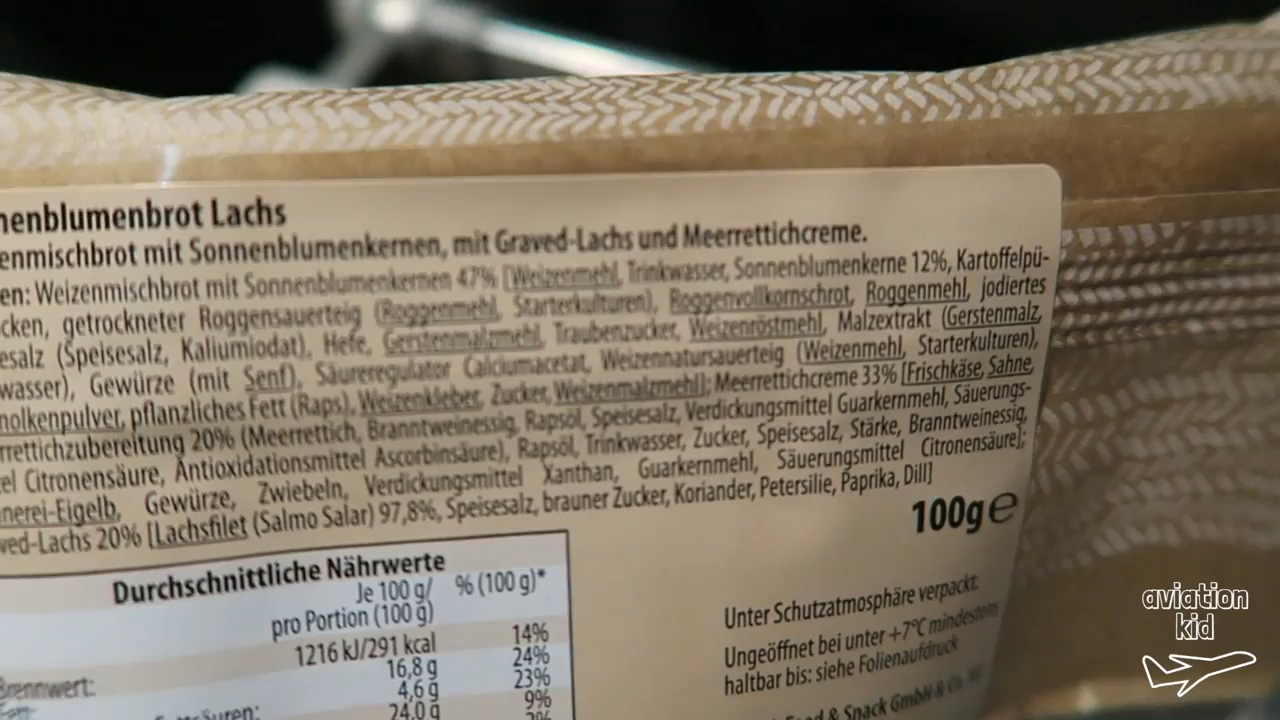 nenblumenbrot Lachs
enmischbrot mit Sonnenblumenkernen, mit Graved-Lachs und Meerrettichcreme.
en: Weizenmischbrot mit Sonnenblumenkernen 47% [Weizenmehl, Trinkwasser, Sonnenblumenkerne 12%, Kartoffelpü-
cken, getrockneter Roggensauerteig (Roggenmehl, Starterkulturen), Roggenvollkornschrot, Roggenmehl, jodiertes
esalz (Speisesalz, Kaliumiodat), Hefe, Gerstenmalzmehl, Traubenzucker, Weizenröstmehl, Malzextrakt (Gerstenmalz,
wasser), Gewürze (mit Senf), Säureregulator Calciumacetat, Weizennatursauerteig (Weizenmehl, Starterkulturen),
nolkenpulver, pflanzliches Fett (Raps), Weizenkleber, Zucker, Weizenmalzmehl]; Meerrettichcreme 33% [Frischkäse, Sahne,
rrettichzubereitung 20% (Meerrettich, Branntweinessig, Rapsöl, Speisesalz, Verdickungsmittel Guarkernmehl, Säuerungs-
el Citronensäure, Antioxidationsmittel Ascorbinsäure), Rapsöl, Trinkwasser, Zucker, Speisesalz, Stärke, Branntweinessig,
nerei-Eigelb, Gewürze, Zwiebeln, Verdickungsmittel Xanthan, Guarkernmehl, Säuerungsmittel Citronensäure];
ved-Lachs 20% [Lachsfilet (Salmo Salar) 97,8%, Speisesalz, brauner Zucker, Koriander, Petersilie, Paprika, Dill]
100g e
Durchschnittliche Nährwerte
Je 100 g/ % (100 g)*
pro Portion (100 g)
Brennwert: 1216 kJ/291 kcal 14%
Fett: 16,8 g 24%
4,6 g 23%
24,0 g 9%
Unter Schutzatmosphäre verpackt.
Ungeöffnet bei unter +7°C mindestens
haltbar bis: siehe Folienaufdruck
Food & Snack GmbH & Co.
aviation
kid